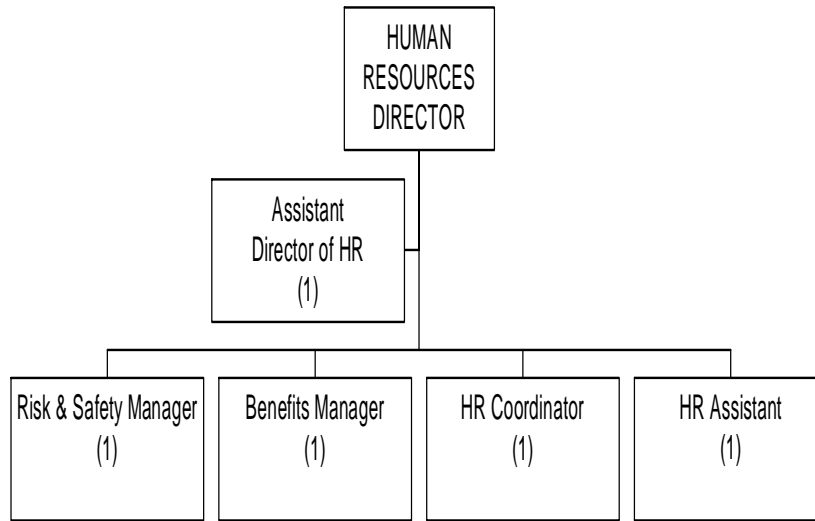 HUMAN
RESOURCES
DIRECTOR
Assistant
Director of HR
(1)
Risk & Safety Manager
(1)
Benefits Manager
(1)
HR Coordinator
(1)
HR Assistant
(1)